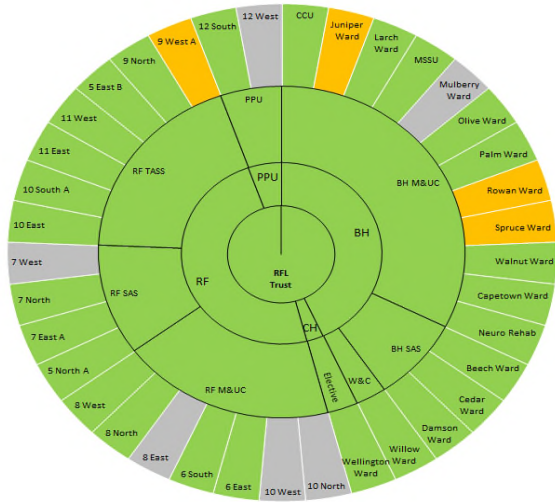 12 West
CCU
Juniper
Ward
Larch
Ward
MSSU
Mulberry
Ward
Olive Ward
Palm Ward
Rowan Ward
Spruce Ward
Walnut Ward
Capetown Ward
Neuro Rehab
Beech Ward
Cedar
Ward
Damson
Ward
Willow
Ward
Wellington
Ward
10 North
10 West
6 East
6 South
8 East
8 North
8 West
5 North A
7 East A
7 North
7 West
10 East
10 South A
11 East
11 West
5 East B
9 North
9 West A
12 South
PPU
BH M&UC
BH SAS
W&C
Elective
RF M&UC
RF SAS
RF TASS
PPU
BH
CH
RF
RFL
Trust